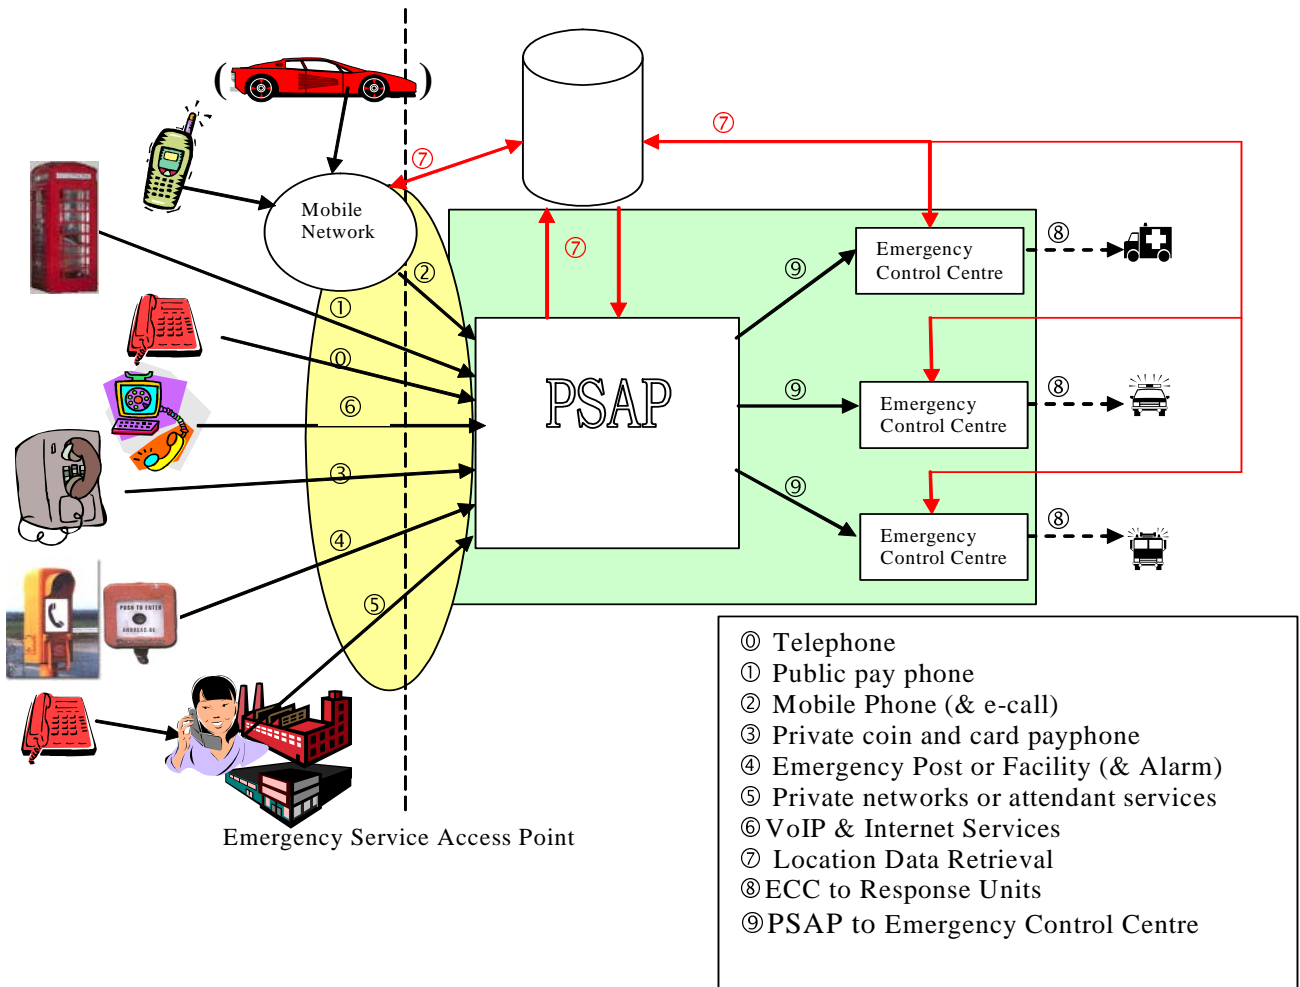 ⑦
⑦
Mobile
Network
⑦
②
①
⓪
⑥
③
④
⑤
PSAP
⑨
⑨
⑨
Emergency
Control Centre
⑧
Emergency
Control Centre
⑧
Emergency
Control Centre
⑧
PUSH TO ENTER
Emergency Service Access Point
⓪ Telephone
① Public pay phone
② Mobile Phone (& e-call)
③ Private coin and card payphone
④ Emergency Post or Facility (& Alarm)
⑤ Private networks or attendant services
⑥ VoIP & Internet Services
⑦ Location Data Retrieval
⑧ ECC to Response Units
⑨ PSAP to Emergency Control Centre